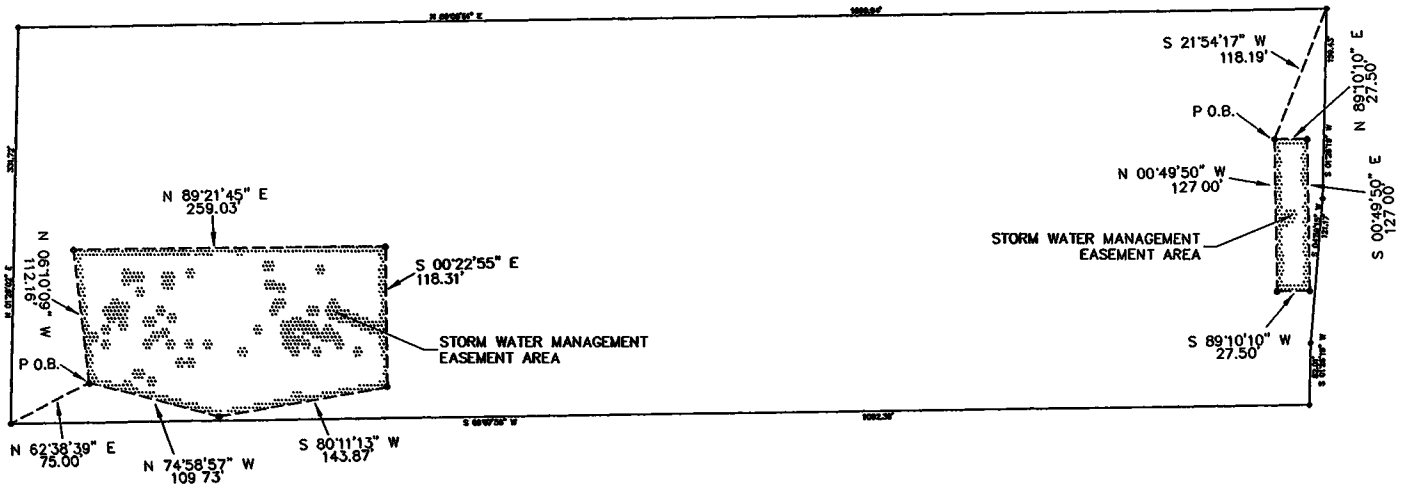 S 21°54'17" W
118.19'
N 89°10'10" E
27.50'
P O.B.
N 00°49'50" W
127 00'
S 00°49'50" E
127 00'
STORM WATER MANAGEMENT
EASEMENT AREA
S 89°10'10" W
27.50'
331.72'
N 89°21'45" E
259.03'
N 06°10'09" W
112.16'
S 00°22'55" E
118.31'
STORM WATER MANAGEMENT
EASEMENT AREA
P O.B.
N 62°38'39" E
75.00'
N 74°58'57" W
109 73'
S 80°11'13" W
143.87'